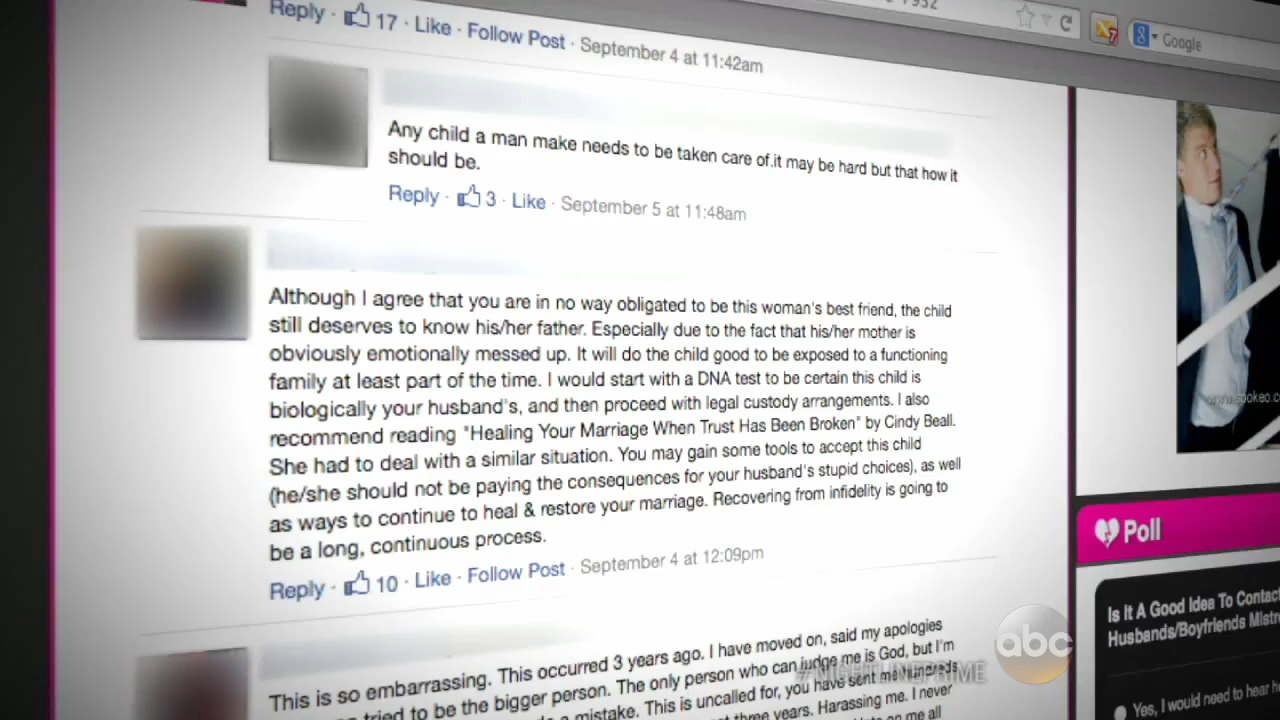 1952
Google
Reply · 17 · Like · Follow Post · September 4 at 11:42am
Any child a man make needs to be taken care of.it may be hard but that how it
should be.
Reply · 3 · Like · September 5 at 11:48am
Although I agree that you are in no way obligated to be this woman's best friend, the child
still deserves to know his/her father. Especially due to the fact that his/her mother is
obviously emotionally messed up. It will do the child good to be exposed to a functioning
family at least part of the time. I would start with a DNA test to be certain this child is
biologically your husband's, and then proceed with legal custody arrangements. I also
recommend reading "Healing Your Marriage When Trust Has Been Broken" by Cindy Beall.
She had to deal with a similar situation. You may gain some tools to accept this child
(he/she should not be paying the consequences for your husband's stupid choices), as well
as ways to continue to heal & restore your marriage. Recovering from infidelity is going to
be a long, continuous process.
Reply · 10 · Like · Follow Post · September 4 at 12:09pm
This is so embarrassing. This occurred 3 years ago. I have moved on, said my apologies
tried to be the bigger person. The only person who can judge me is God, but I'm
a mistake. This is uncalled for, you have sent me hundreds
three years. Harassing me. I never
on me all
www.spokeo.c
Poll
Is It A Good Idea To Contact
Husbands/Boyfriends Mistr
Yes, I would need to hear h
abc
#NIGHTLINEPRIME